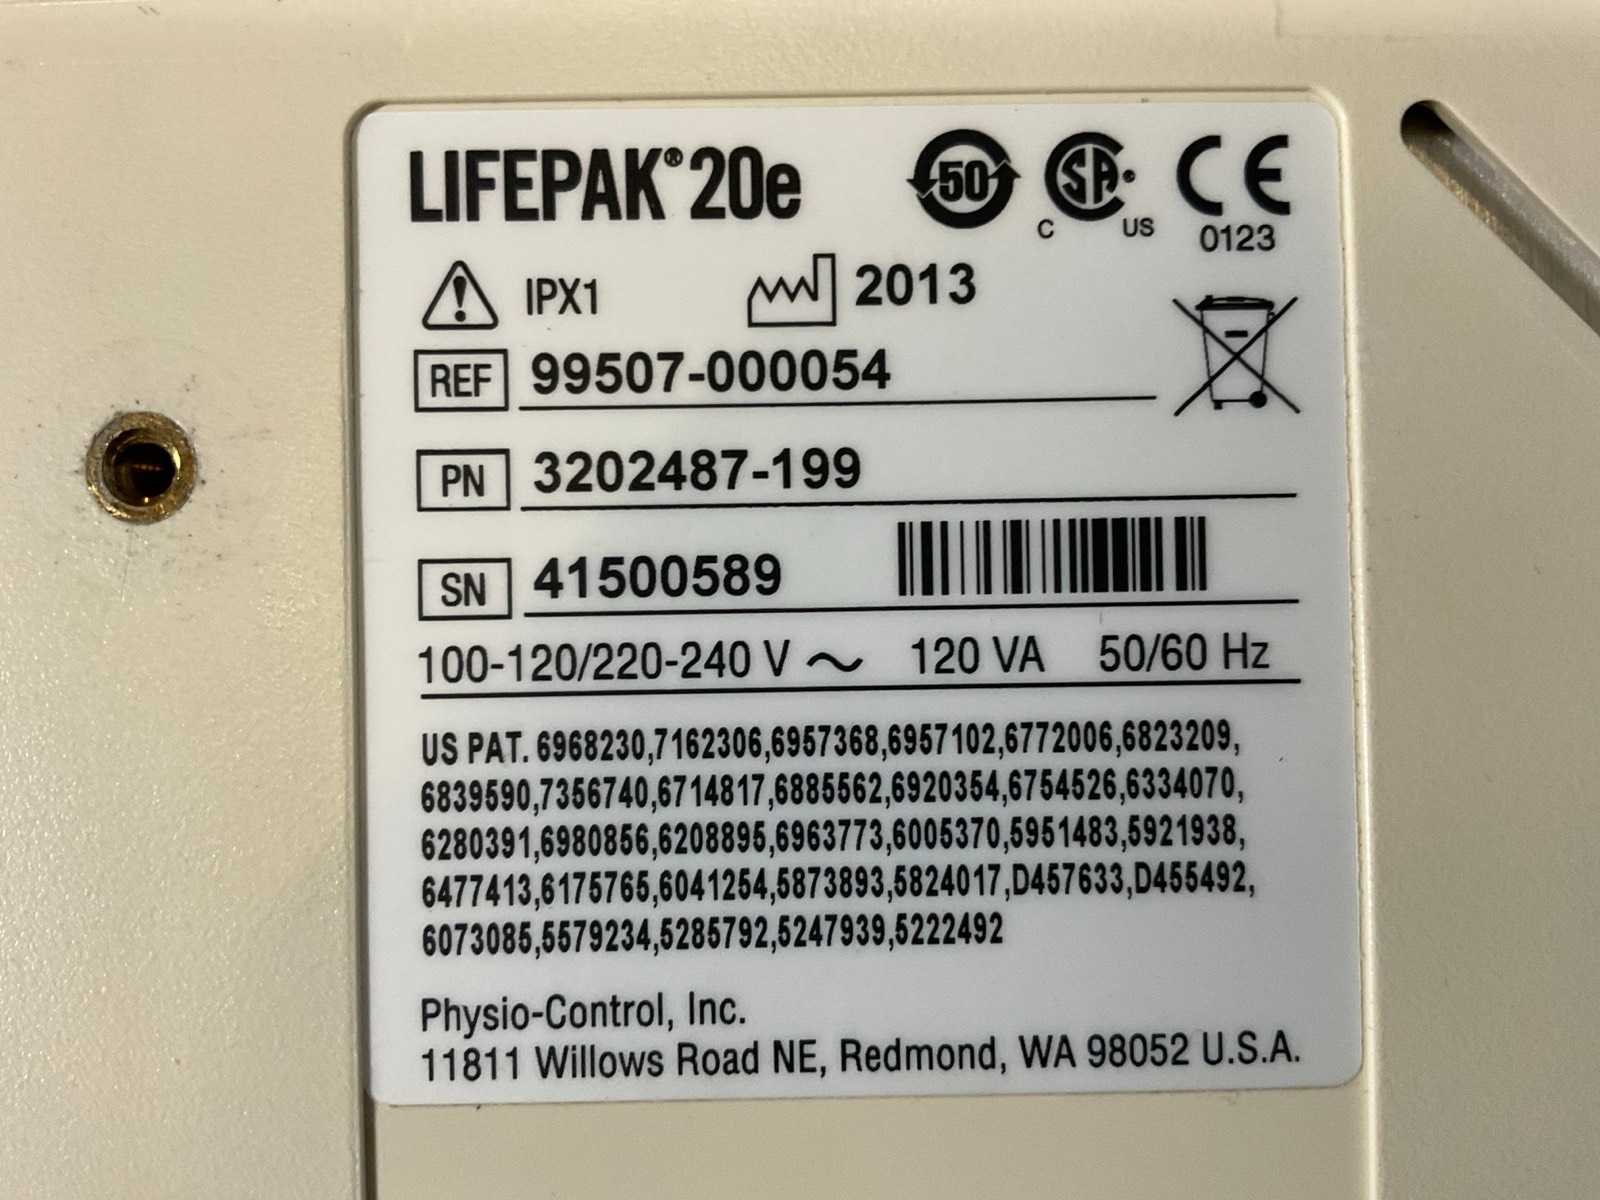 LIFEPAK® 20e
50 SA C US CE 0123
IPX1 2013
REF 99507-000054
PN 3202487-199
SN 41500589
100-120/220-240 V ~ 120 VA 50/60 Hz
US PAT. 6968230,7162306,6957368,6957102,6772006,6823209,
6839590,7356740,6714817,6885562,6920354,6754526,6334070,
6280391,6980856,6208895,6963773,6005370,5951483,5921938,
6477413,6175765,6041254,5873893,5824017,D457633,D455492,
6073085,5579234,5285792,5247939,5222492
Physio-Control, Inc.
11811 Willows Road NE, Redmond, WA 98052 U.S.A.